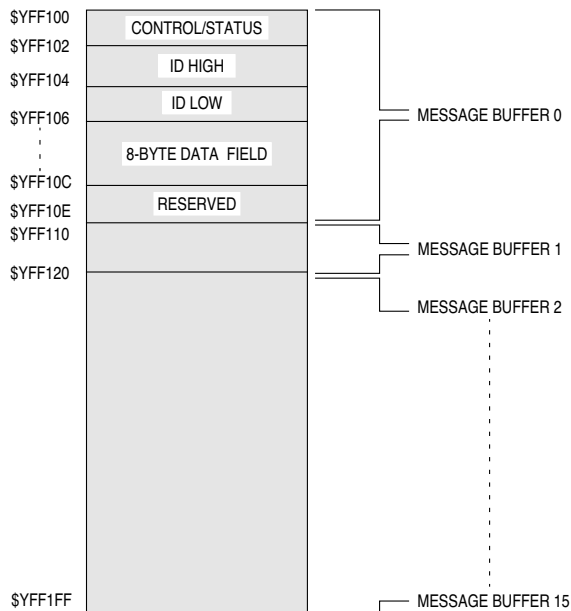 $YFF100
CONTROL/STATUS
$YFF102
ID HIGH
$YFF104
ID LOW
$YFF106
MESSAGE BUFFER 0
8-BYTE DATA FIELD
$YFF10C
RESERVED
$YFF10E
$YFF110
MESSAGE BUFFER 1
$YFF120
MESSAGE BUFFER 2
$YFF1FF
MESSAGE BUFFER 15